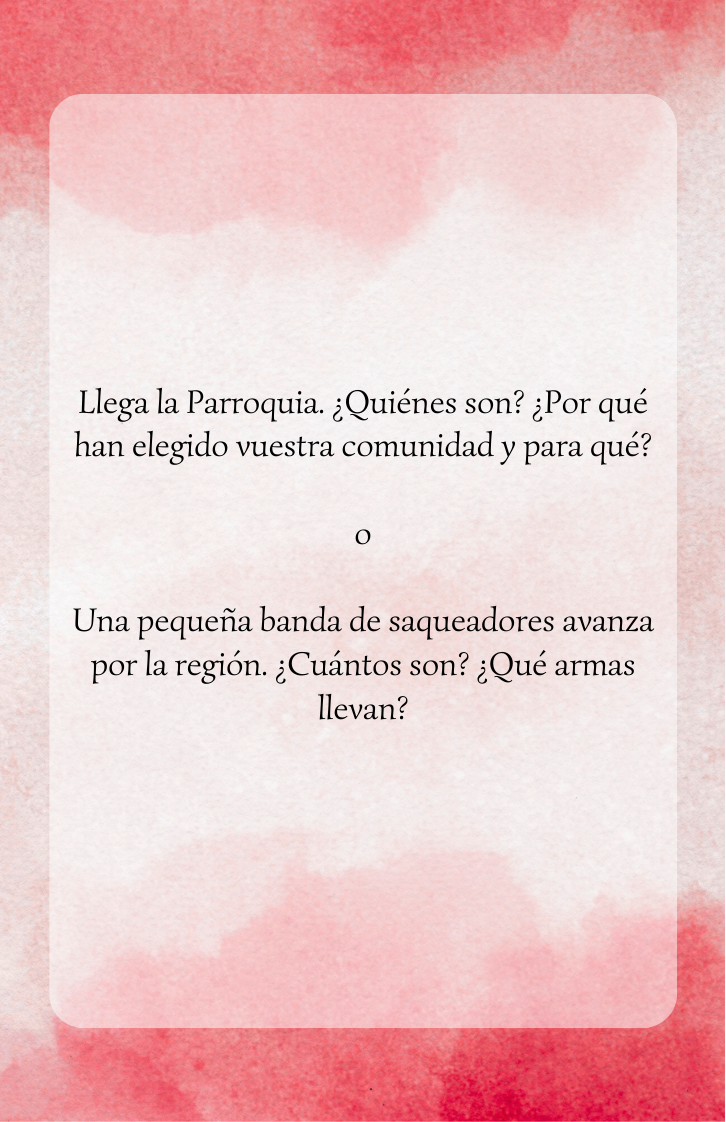 Llega la Parroquia. ¿Quiénes son? ¿Por qué
han elegido vuestra comunidad y para qué?
o
Una pequeña banda de saqueadores avanza
por la región. ¿Cuántos son? ¿Qué armas
llevan?